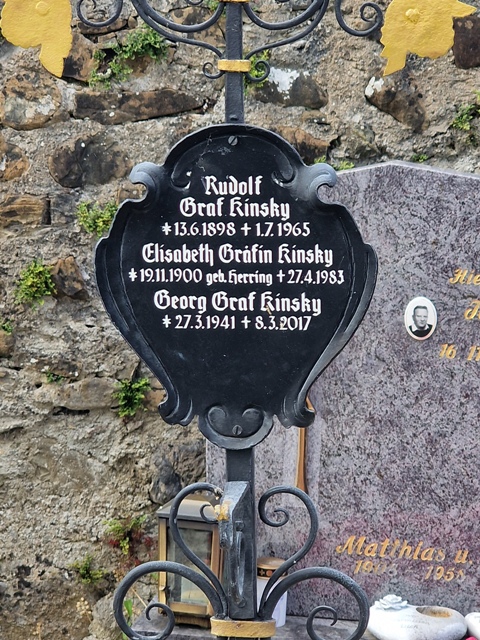 Rudolf
Graf Kinsky
* 13.6.1898 + 1.7.1965
Elisabeth Gräfin Kinsky
* 19.11.1900 geb. Herring + 27.4.1983
Georg Graf Kinsky
* 27.3.1941 + 8.3.2017
Matthias u.